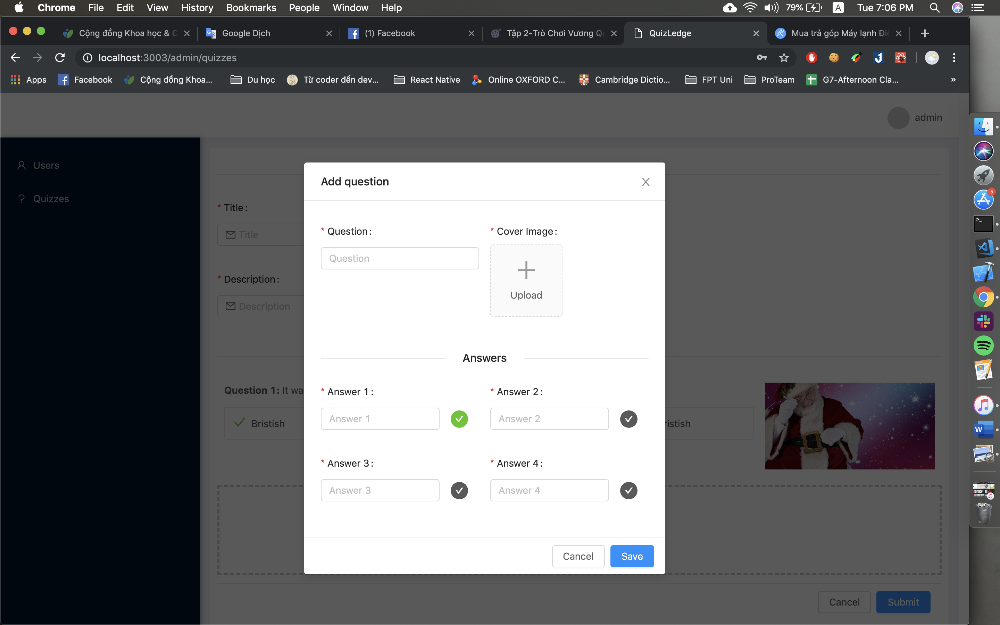 Chrome File Edit View History Bookmarks People Window Help 79% A Tue 7:06 PM
Cộng đồng Khoa học & C Google Dịch (1) Facebook Tập 2-Trò Chơi Vương QuizLedge Mua trả góp Máy lạnh
localhost:3003/admin/quizzes
Apps Facebook Cộng đồng Khoa... Du học Từ coder đến dev... React Native Online OXFORD C... Cambridge Dictio... FPT Uni ProTeam G7-Afternoon Cla... »
admin
Users
Quizzes
* Title:
Title
* Description:
Description
Question 1: It wa
Bristish
ristish
Add question
* Question:
* Cover Image:
Question
Upload
Answers
* Answer 1:
* Answer 2:
Answer 1
Answer 2
* Answer 3:
* Answer 4:
Answer 3
Answer 4
Cancel Save
Cancel Submit
5
W